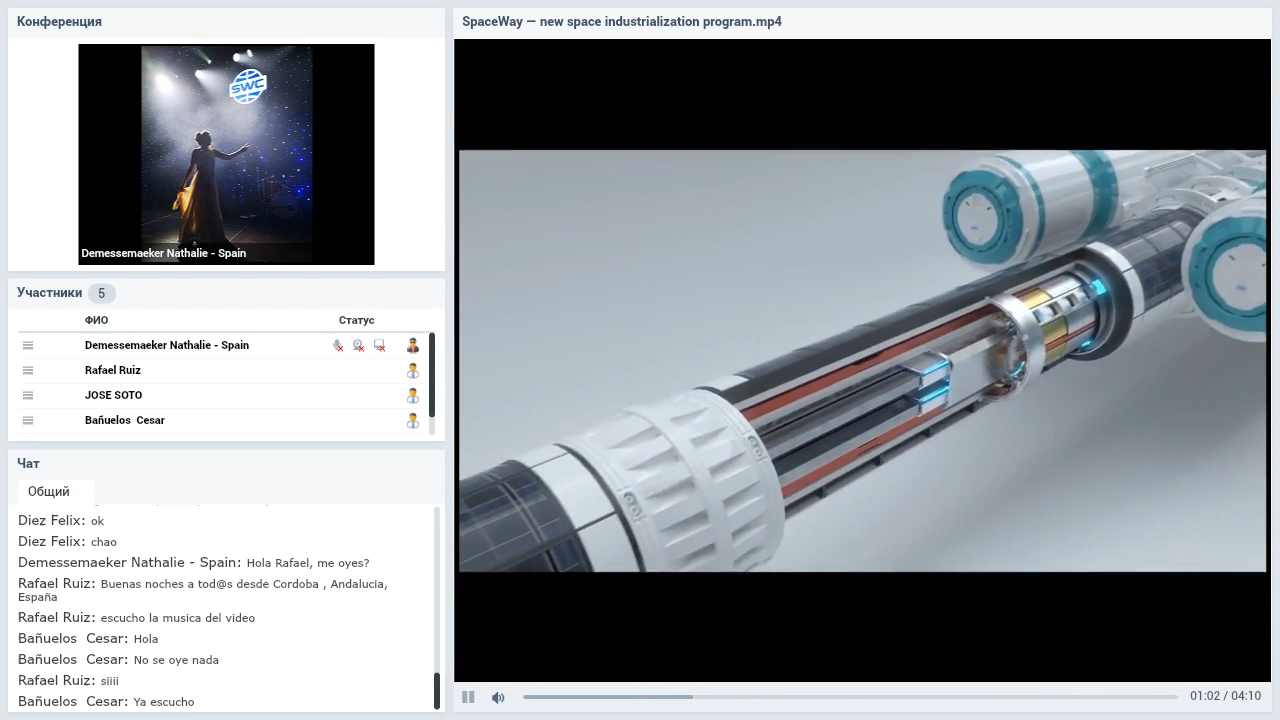 Конференция
SWC
Demessemaeker Nathalie - Spain
Участники 5
ФИО Статус
Demessemaeker Nathalie - Spain
Rafael Ruiz
JOSE SOTO
Bañuelos Cesar
Чат
Общий
Diez Felix: ok
Diez Felix: chao
Demessemaeker Nathalie - Spain: Hola Rafael, me oyes?
Rafael Ruiz: Buenas noches a tod@s desde Cordoba , Andalucia,
España
Rafael Ruiz: escucho la musica del video
Bañuelos Cesar: Hola
Bañuelos Cesar: No se oye nada
Rafael Ruiz: siiii
Bañuelos Cesar: Ya escucho
SpaceWay — new space industrialization program.mp4
01:02 / 04:10